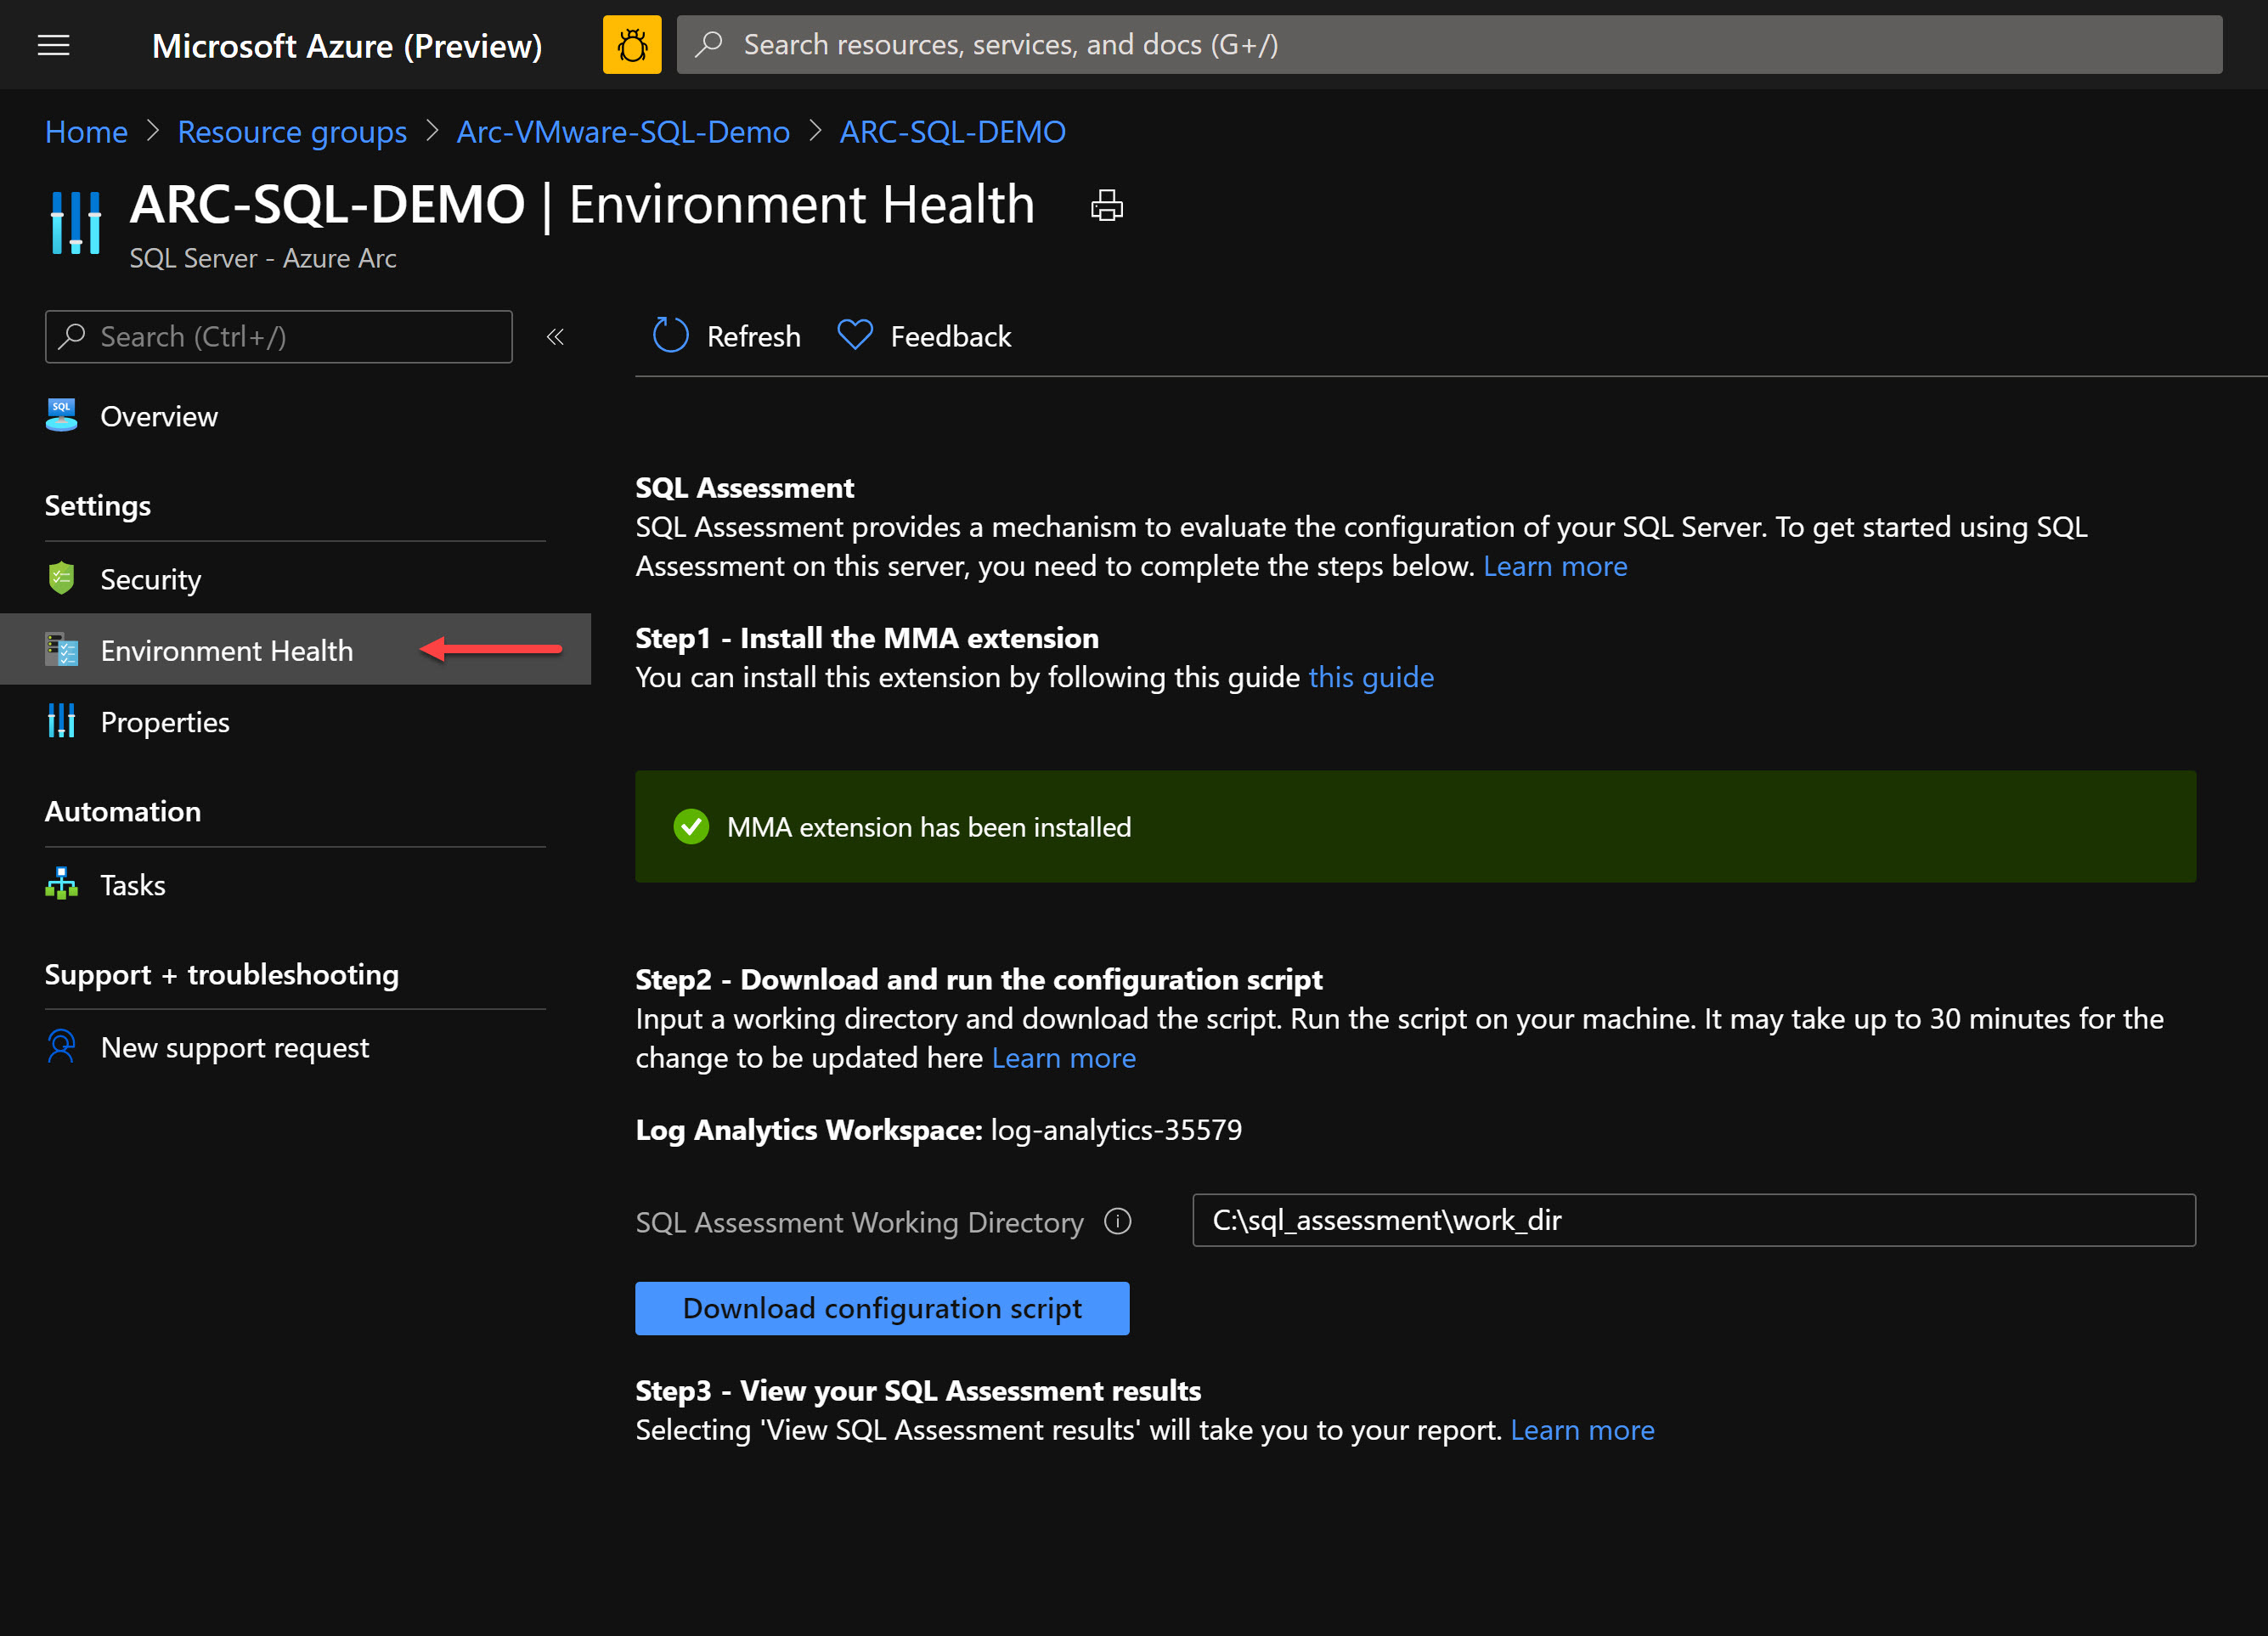 Microsoft Azure (Preview)
Search resources, services, and docs (G+/)
Home > Resource groups > Arc-VMware-SQL-Demo > ARC-SQL-DEMO
ARC-SQL-DEMO | Environment Health
SQL Server - Azure Arc
Search (Ctrl+/)
«
Overview
Settings
Security
Environment Health
Properties
Automation
Tasks
Support + troubleshooting
New support request
Refresh
Feedback
SQL Assessment
SQL Assessment provides a mechanism to evaluate the configuration of your SQL Server. To get started using SQL
Assessment on this server, you need to complete the steps below. Learn more
Step1 - Install the MMA extension
You can install this extension by following this guide this guide
MMA extension has been installed
Step2 - Download and run the configuration script
Input a working directory and download the script. Run the script on your machine. It may take up to 30 minutes for the
change to be updated here Learn more
Log Analytics Workspace: log-analytics-35579
SQL Assessment Working Directory
C:\sql_assessment\work_dir
Download configuration script
Step3 - View your SQL Assessment results
Selecting 'View SQL Assessment results' will take you to your report. Learn more